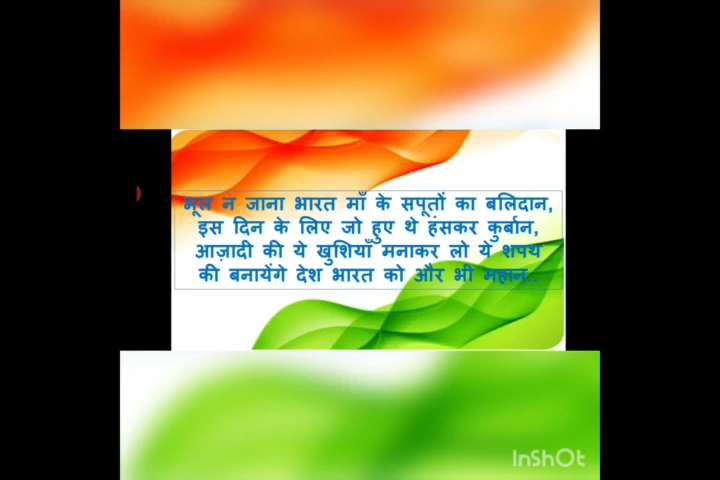 भूल न जाना भारत माँ के सपूतों का बलिदान,
इस दिन के लिए जो हुए थे हंसकर कुर्बान,
आज़ादी की ये खुशियाँ मनाकर लो ये शपथ
की बनायेंगे देश भारत को और भी महान..
InShOt